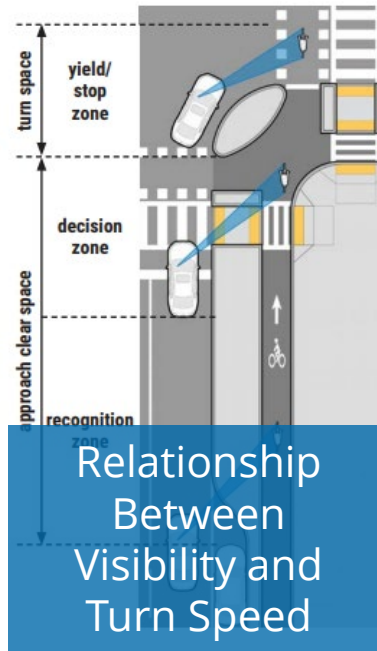 turn space
yield/
stop
zone
approach clear space
decision
zone
recognition
zone
Relationship
Between
Visibility and
Turn Speed